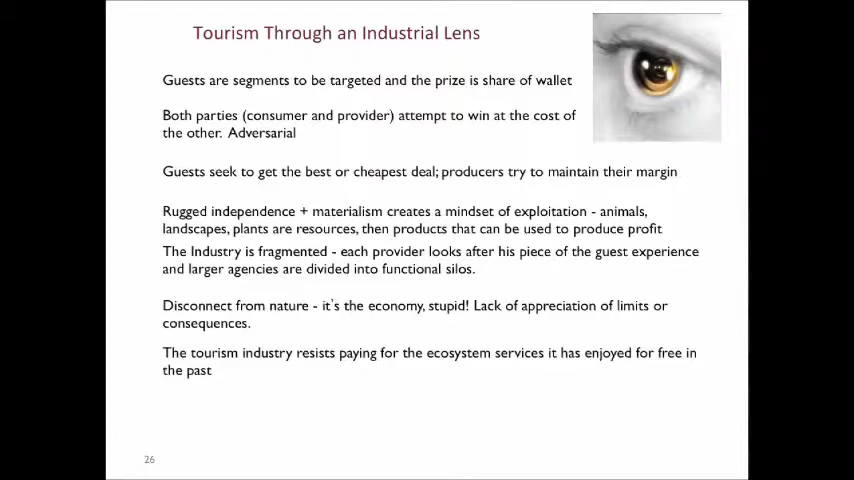 Tourism Through an Industrial Lens
Guests are segments to be targeted and the prize is share of wallet
Both parties (consumer and provider) attempt to win at the cost of
the other. Adversarial
Guests seek to get the best or cheapest deal; producers try to maintain their margin
Rugged independence + materialism creates a mindset of exploitation - animals,
landscapes, plants are resources, then products that can be used to produce profit
The Industry is fragmented - each provider looks after his piece of the guest experience
and larger agencies are divided into functional silos.
Disconnect from nature - it's the economy, stupid! Lack of appreciation of limits or
consequences.
The tourism industry resists paying for the ecosystem services it has enjoyed for free in
the past
26